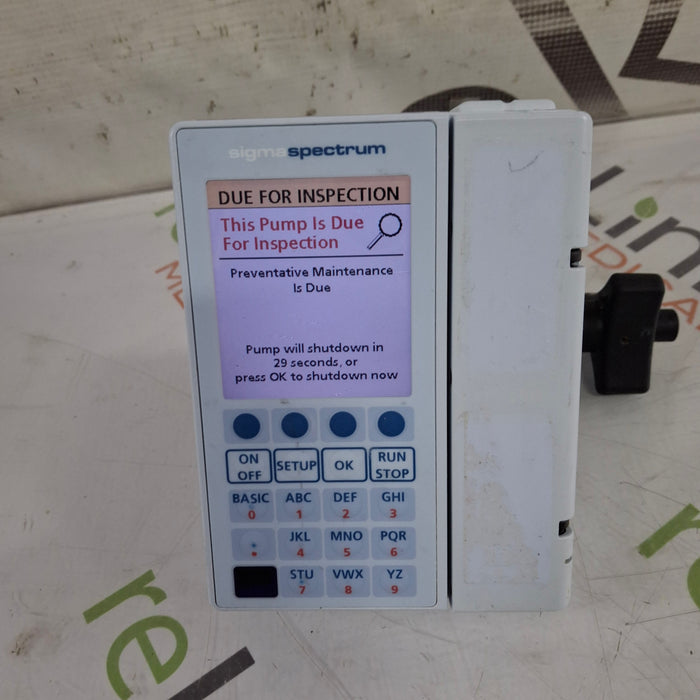 sigmaspectrum
DUE FOR INSPECTION
This Pump Is Due
For Inspection
Preventative Maintenance
Is Due
Pump will shutdown in
29 seconds, or
press OK to shutdown now
ON
OFF
SETUP
OK
RUN
STOP
BASIC ABC DEF GHI
0 1 2 3
JKL MNO PQR
. 4 5 6
STU VWX YZ
7 8 9
rel
re